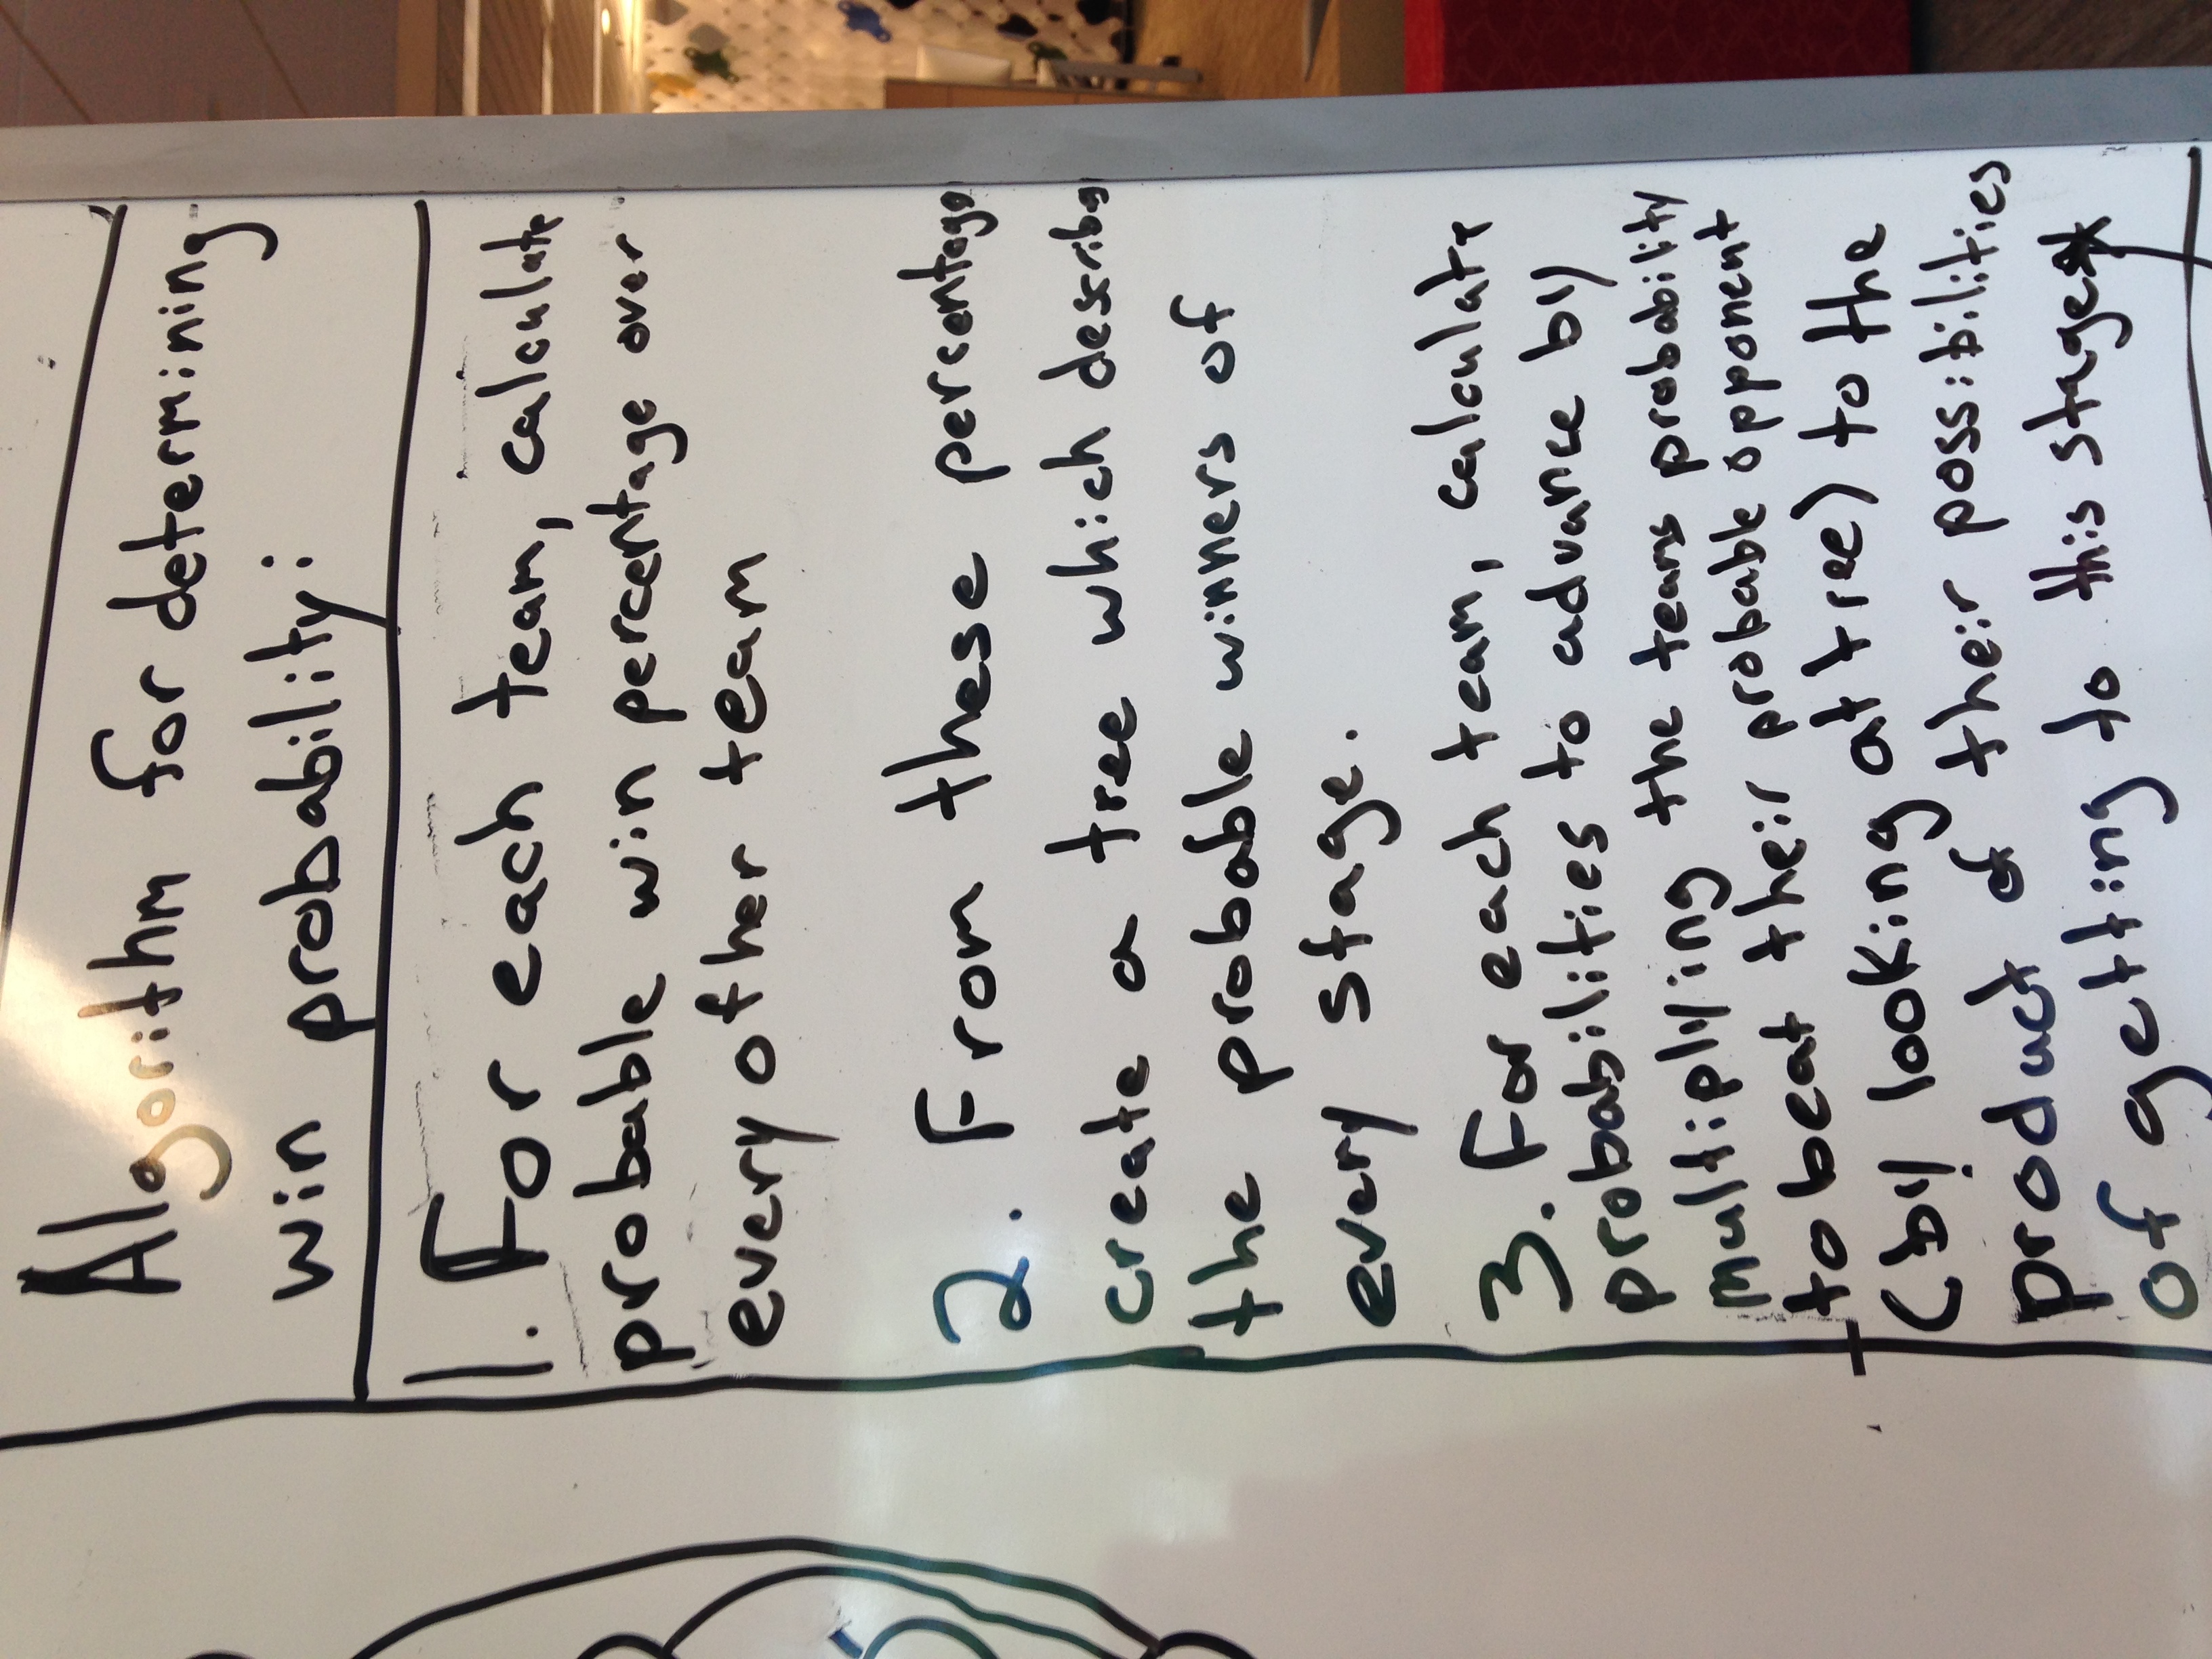 Algorithm for determining
win probability:
1. For each team, calculate
probable win percentage over
every other team
2. From these percentages
create a tree which describes
the probable winners of
every stage.
3. For each team, calculate
probabilities to advance by
multiplying the teams probability
to beat their probable opponent
(by looking at tree) to the
product of their possibilities
of getting to this stage*